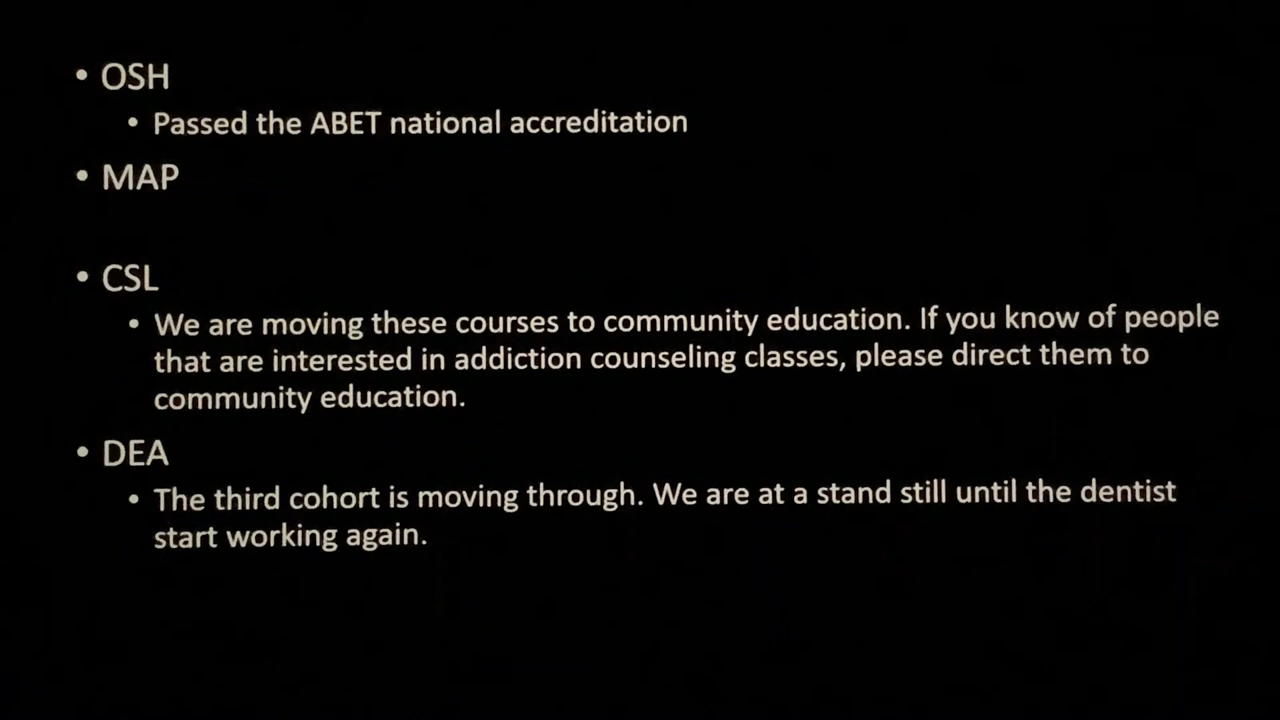 • OSH
• Passed the ABET national accreditation
• MAP
• CSL
• We are moving these courses to community education. If you know of people
that are interested in addiction counseling classes, please direct them to
community education.
• DEA
• The third cohort is moving through. We are at a stand still until the dentist
start working again.